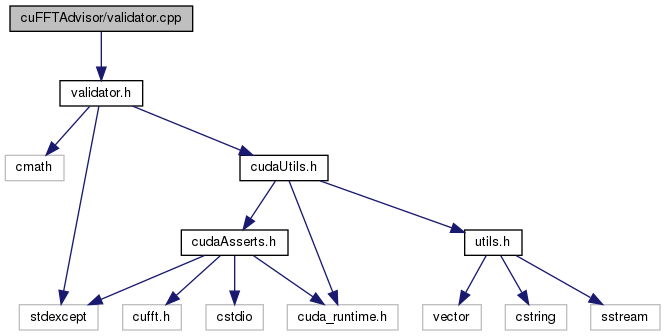 cuFFTAdvisor/validator.cpp
validator.h
cmath
cudaUtils.h
cudaAsserts.h
utils.h
stdexcept
cufft.h
cstdio
cuda_runtime.h
vector
cstring
sstream